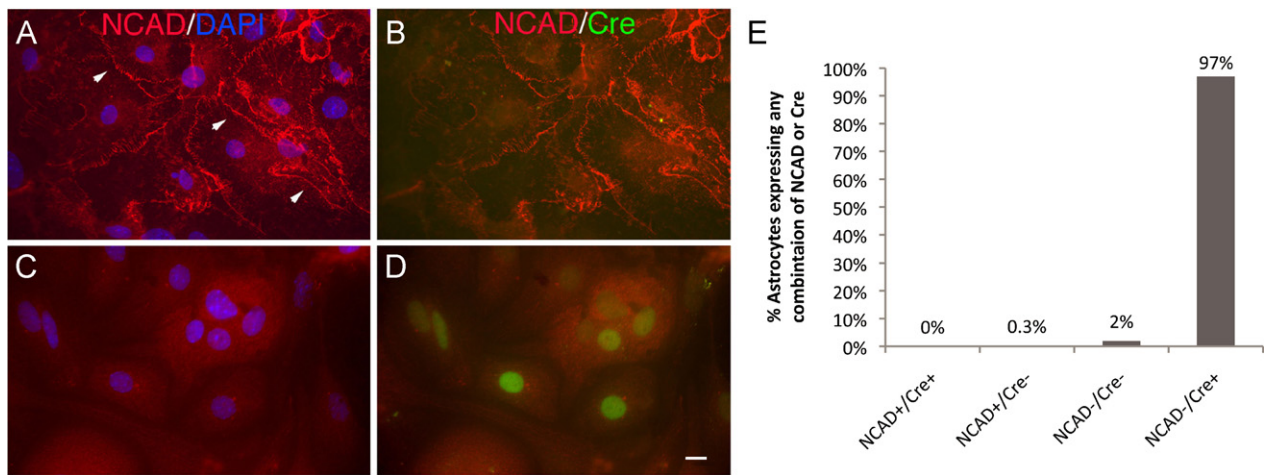 A
NCAD/DAPI
B
NCAD/Cre
C
D
E
% Astrocytes expressing any
combintaion of NCAD or Cre
100%
90%
80%
70%
60%
50%
40%
30%
20%
10%
0%
0%
0.3%
2%
97%
NCAD+/Cre+
NCAD+/Cre-
NCAD-/Cre-
NCAD-/Cre+